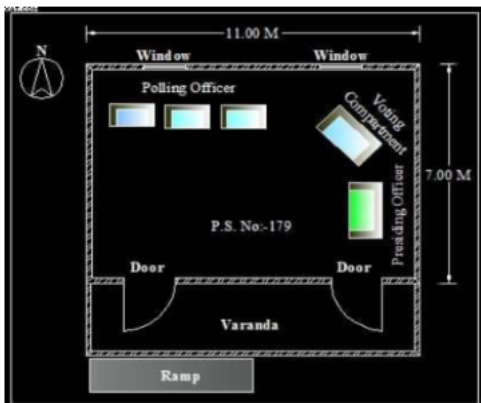 11.00 M
N
Window
Window
Polling Officer
Voting
Compartment
7.00 M
Presiding Officer
P.S. No:-179
Door
Door
Varanda
Ramp